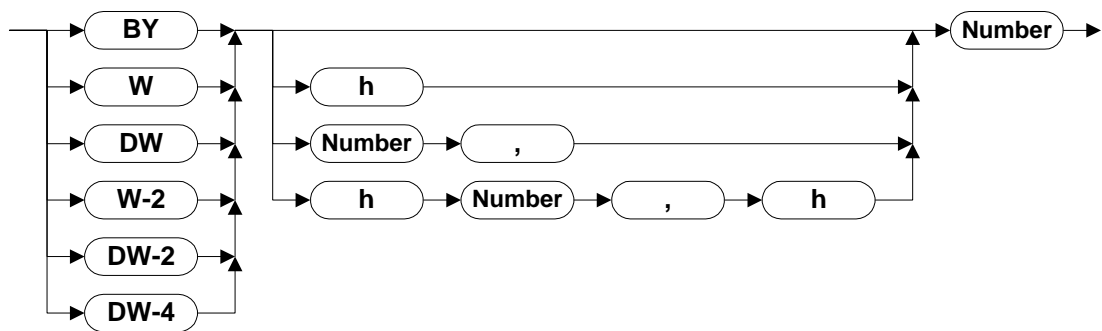 BY Number
W h
DW Number ,
W-2 h Number , h
DW-2
DW-4